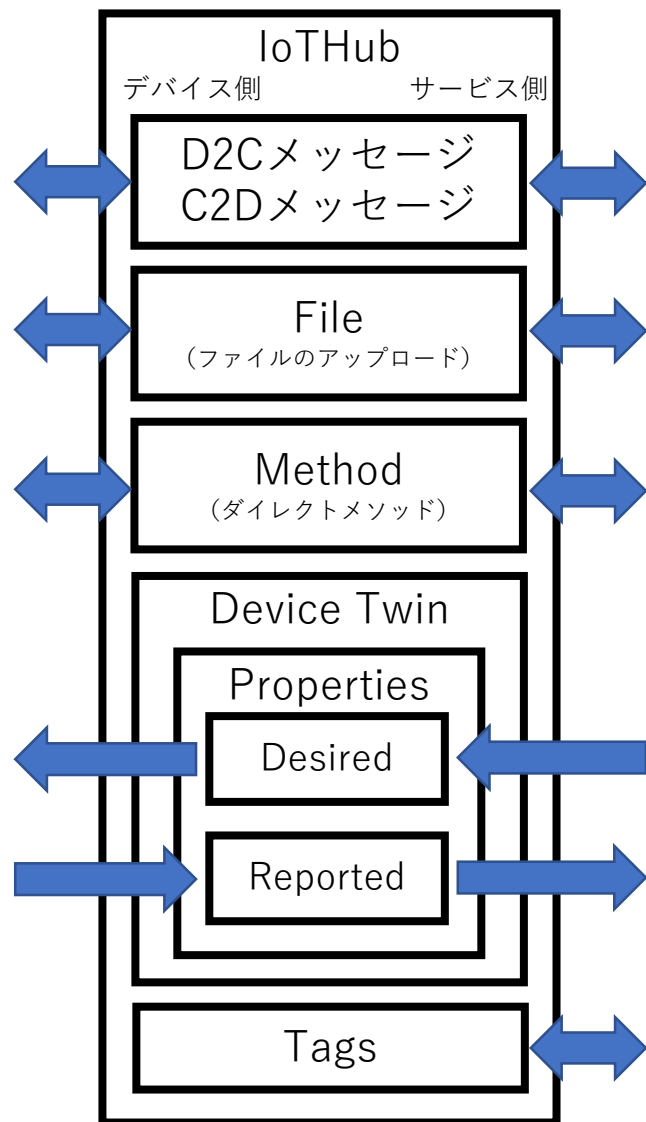 IoTHub
デバイス側
サービス側
D2Cメッセージ
C2Dメッセージ
File
（ファイルのアップロード）
Method
（ダイレクトメソッド）
Device Twin
Properties
Desired
Reported
Tags